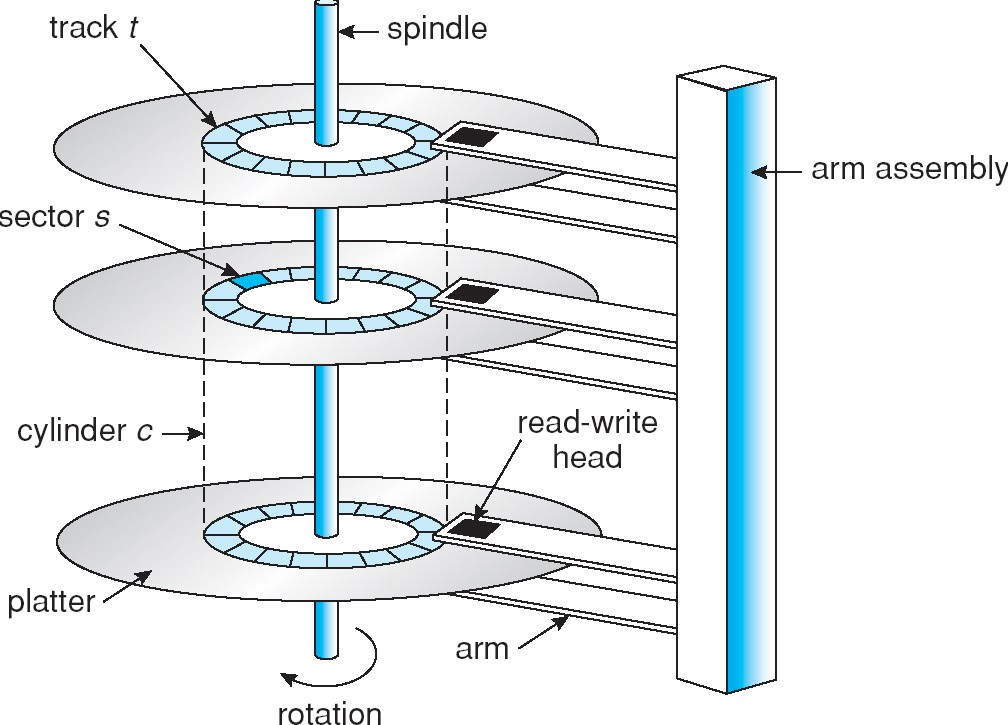 track t
spindle
arm assembly
sector s
cylinder c
read-write
head
platter
arm
rotation